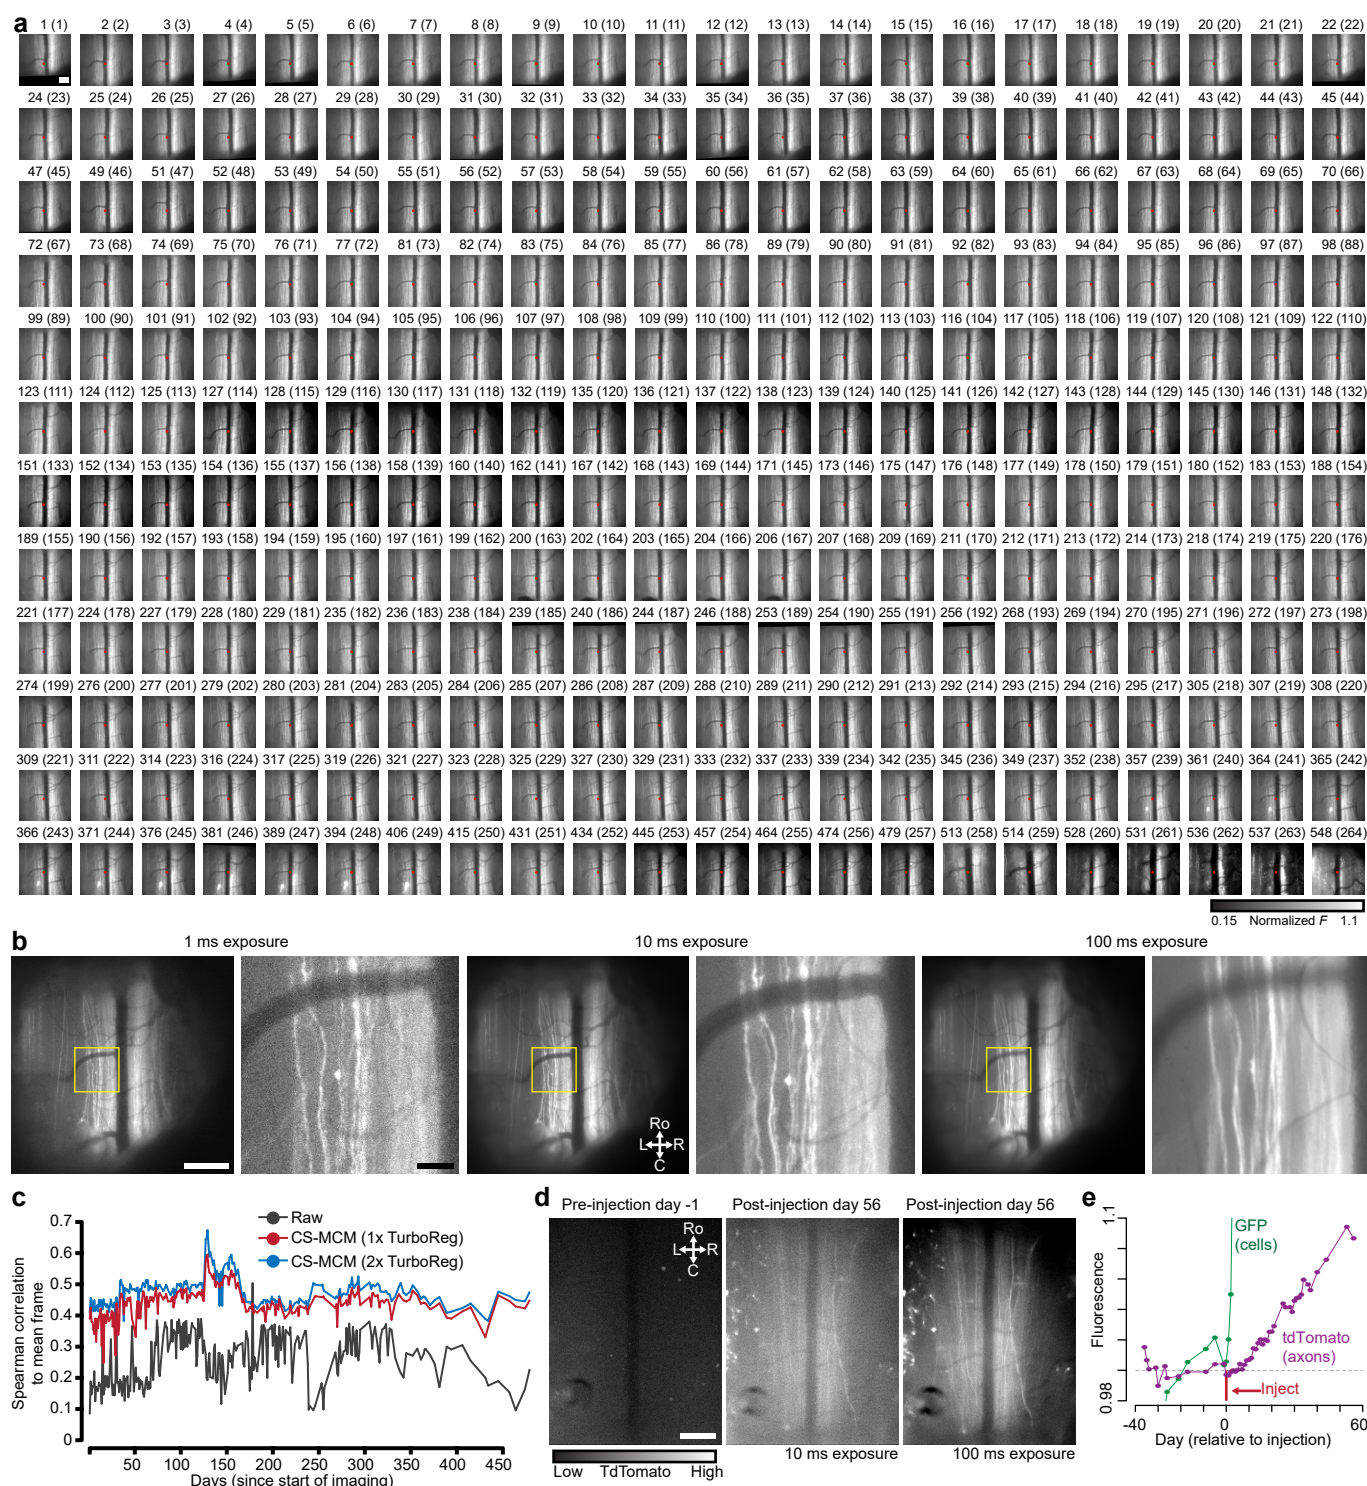 a
1 (1) 2 (2) 3 (3) 4 (4) 5 (5) 6 (6) 7 (7) 8 (8) 9 (9) 10 (10) 11 (11) 12 (12) 13 (13) 14 (14) 15 (15) 16 (16) 17 (17) 18 (18) 19 (19) 20 (20) 21 (21) 22 (22)
24 (23) 25 (24) 26 (25) 27 (26) 28 (27) 29 (28) 30 (29) 31 (30) 32 (31) 33 (32) 34 (33) 35 (34) 36 (35) 37 (36) 38 (37) 39 (38) 40 (39) 41 (40) 42 (41) 43 (42) 44 (43) 45 (44)
47 (45) 49 (46) 51 (47) 52 (48) 53 (49) 54 (50) 55 (51) 56 (52) 57 (53) 58 (54) 59 (55) 60 (56) 61 (57) 62 (58) 63 (59) 64 (60) 65 (61) 66 (62) 67 (63) 68 (64) 69 (65) 70 (66)
72 (67) 73 (68) 74 (69) 75 (70) 76 (71) 77 (72) 81 (73) 82 (74) 83 (75) 84 (76) 85 (77) 86 (78) 89 (79) 90 (80) 91 (81) 92 (82) 93 (83) 94 (84) 95 (85) 96 (86) 97 (87) 98 (88)
99 (89) 100 (90) 101 (91) 102 (92) 103 (93) 104 (94) 105 (95) 106 (96) 107 (97) 108 (98) 109 (99) 110 (100) 111 (101) 112 (102) 113 (103) 116 (104) 117 (105) 118 (106) 119 (107) 120 (108) 121 (109) 122 (110)
123 (111) 124 (112) 125 (113) 127 (114) 128 (115) 129 (116) 130 (117) 131 (118) 132 (119) 135 (120) 136 (121) 137 (122) 138 (123) 139 (124) 140 (125) 141 (126) 142 (127) 143 (128) 144 (129) 145 (130) 146 (131) 148 (132)
151 (133) 152 (134) 153 (135) 154 (136) 155 (137) 156 (138) 158 (139) 160 (140) 162 (141) 167 (142) 168 (143) 169 (144) 171 (145) 173 (146) 175 (147) 176 (148) 177 (149) 178 (150) 179 (151) 180 (152) 183 (153) 188 (154)
189 (155) 190 (156) 192 (157) 193 (158) 194 (159) 195 (160) 197 (161) 199 (162) 200 (163) 202 (164) 203 (165) 204 (166) 206 (167) 207 (168) 209 (169) 211 (170) 212 (171) 213 (172) 214 (173) 218 (174) 219 (175) 220 (176)
221 (177) 224 (178) 227 (179) 228 (180) 229 (181) 235 (182) 236 (183) 238 (184) 239 (185) 240 (186) 244 (187) 246 (188) 253 (189) 254 (190) 255 (191) 256 (192) 268 (193) 269 (194) 270 (195) 271 (196) 272 (197) 273 (198)
274 (199) 276 (200) 277 (201) 279 (202) 280 (203) 281 (204) 283 (205) 284 (206) 285 (207) 286 (208) 287 (209) 288 (210) 289 (211) 290 (212) 291 (213) 292 (214) 293 (215) 294 (216) 295 (217) 305 (218) 307 (219) 308 (220)
309 (221) 311 (222) 314 (223) 316 (224) 317 (225) 319 (226) 321 (227) 323 (228) 325 (229) 327 (230) 329 (231) 333 (232) 337 (233) 339 (234) 342 (235) 345 (236) 349 (237) 352 (238) 357 (239) 361 (240) 364 (241) 365 (242)
366 (243) 371 (244) 376 (245) 381 (246) 389 (247) 394 (248) 406 (249) 415 (250) 431 (251) 434 (252) 445 (253) 457 (254) 464 (255) 474 (256) 479 (257) 513 (258) 514 (259) 528 (260) 531 (261) 536 (262) 537 (263) 548 (264)
0.15 Normalized F 1.1
b
1 ms exposure 10 ms exposure 100 ms exposure
Ro
L R
C
c
Raw
CS-MCM (1x TurboReg)
CS-MCM (2x TurboReg)
Spearman correlation
to mean frame
0.7
0.6
0.5
0.4
0.3
0.2
0.1
0
50 100 150 200 250 300 350 400 450
Days (since start of imaging)
d
Pre-injection day -1 Post-injection day 56 Post-injection day 56
Ro
L R
C
10 ms exposure 100 ms exposure
Low TdTomato High
e
1.1
0.98
Fluorescence
GFP
(cells)
tdTomato
(axons)
Inject
-40 0 60
Day (relative to injection)